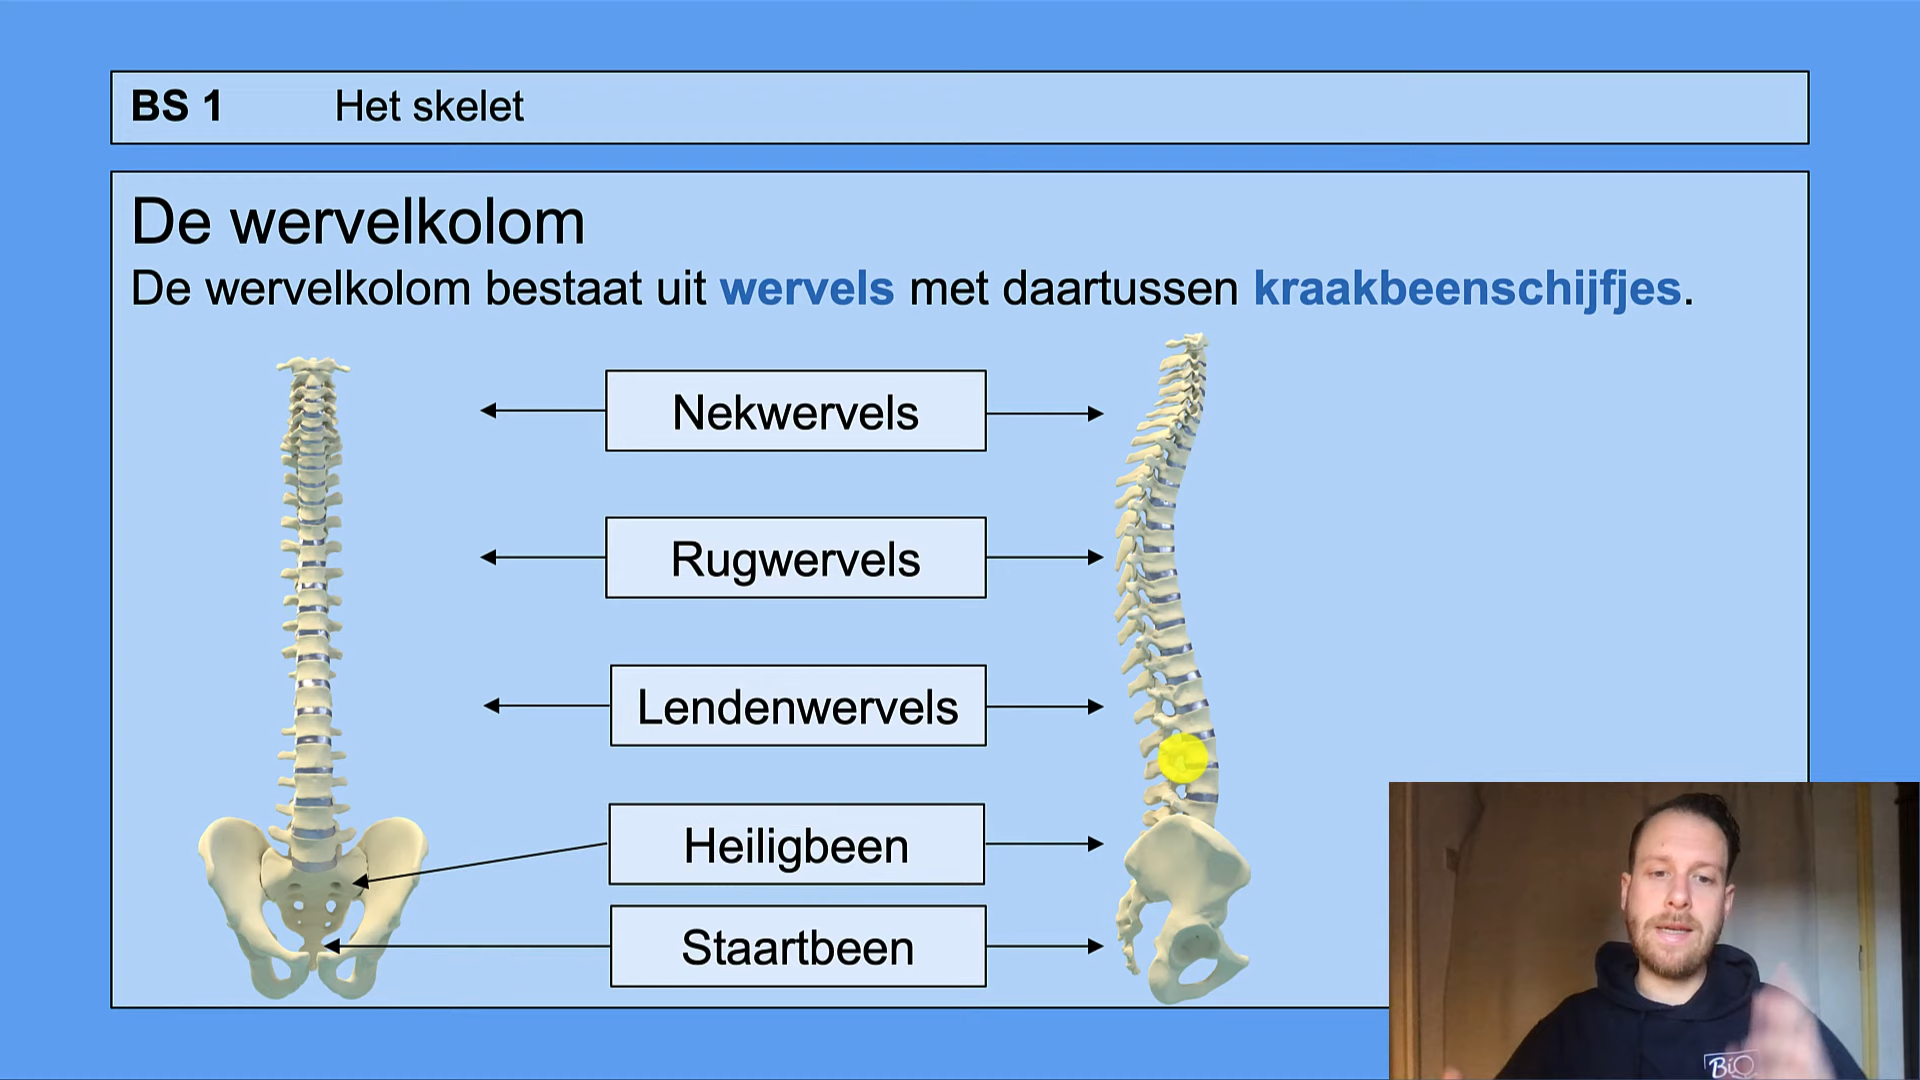 BS 1 Het skelet
De wervelkolom
De wervelkolom bestaat uit wervels met daartussen kraakbeenschijfjes.
Nekwervels
Rugwervels
Lendenwervels
Heiligbeen
Staartbeen
BiO